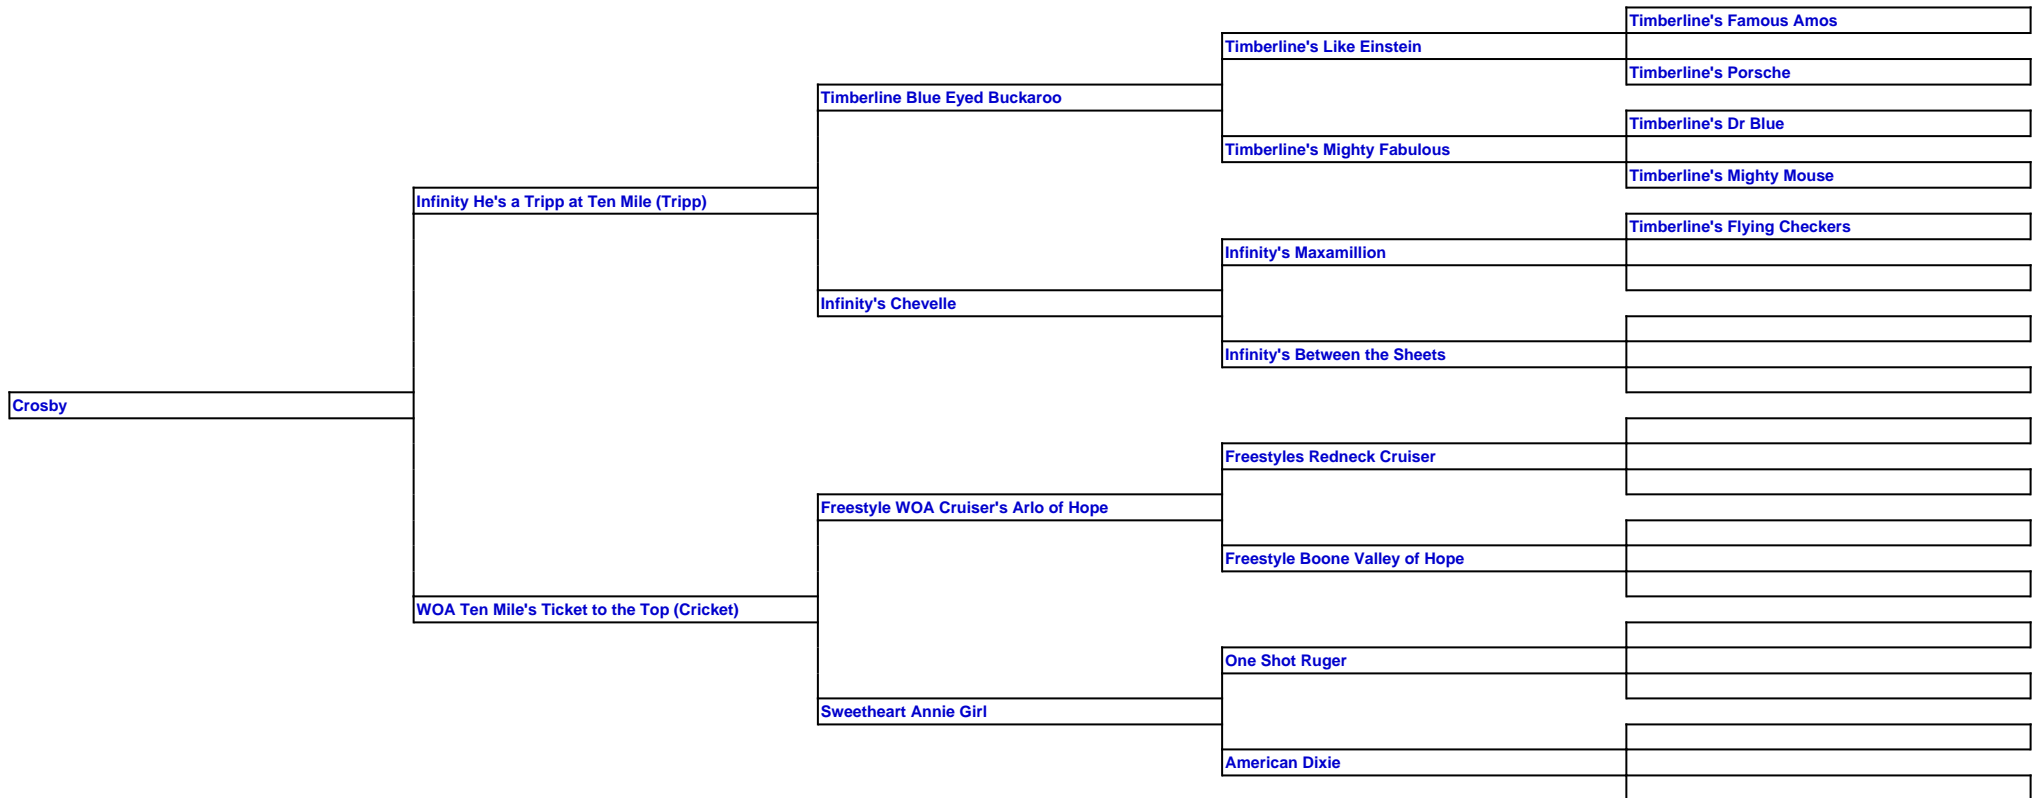 Timberline's Famous Amos
Timberline's Like Einstein
Timberline's Porsche
Timberline Blue Eyed Buckaroo
Timberline's Dr Blue
Timberline's Mighty Fabulous
Timberline's Mighty Mouse
Infinity He's a Tripp at Ten Mile (Tripp)
Timberline's Flying Checkers
Infinity's Maxamillion
Infinity's Chevelle
Infinity's Between the Sheets
Crosby
Freestyles Redneck Cruiser
Freestyle WOA Cruiser's Arlo of Hope
Freestyle Boone Valley of Hope
WOA Ten Mile's Ticket to the Top (Cricket)
One Shot Ruger
Sweetheart Annie Girl
American Dixie